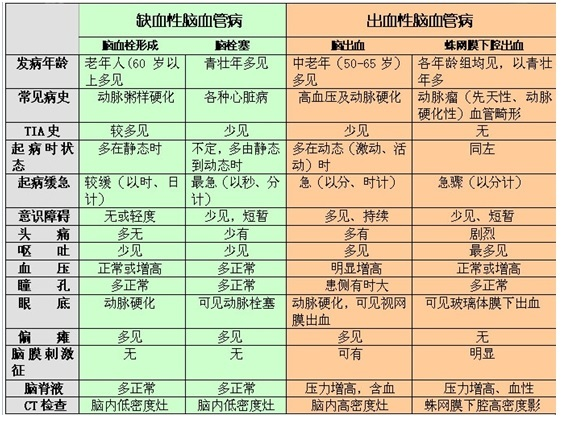 缺血性脑血管病 出血性脑血管病
脑血栓形成 脑栓塞 脑出血 蛛网膜下腔出血
发病年龄 老年人(60 岁以上多见 青壮年多见 中老年(50-65 岁)多见 各年龄组均见,以青壮年多
常见病史 动脉粥样硬化 各种心脏病 高血压及动脉硬化 动脉瘤(先天性、动脉硬化性)血管畸形
TIA 史 较多见 少见 少见 无
起病时状态 多在静态时 不定,多由静态到动态时 多在动态(激动、活动)时 同左
起病缓急 较缓(以时、日计) 最急(以秒、分计) 急(以分、时计) 急骤(以分计)
意识障碍 无或轻度 少见,短暂 多见、持续 少见、短暂
头痛 多无 少有 多有 剧烈
呕吐 少见 少见 多见 最多见
血压 正常或增高 多正常 明显增高 正常或增高
瞳孔 多正常 多正常 患侧有时大 多正常
眼底 动脉硬化 可见动脉栓塞 动脉硬化,可见视网膜出血 可见玻璃体膜下出血
偏瘫 多见 多见 多见 无
脑膜刺激征 无 无 可有 明显
脑脊液 多正常 多正常 压力增高,含血 压力增高、血性
CT 检查 脑内低密度灶 脑内低密度灶 脑内高密度灶 蛛网膜下腔高密度影